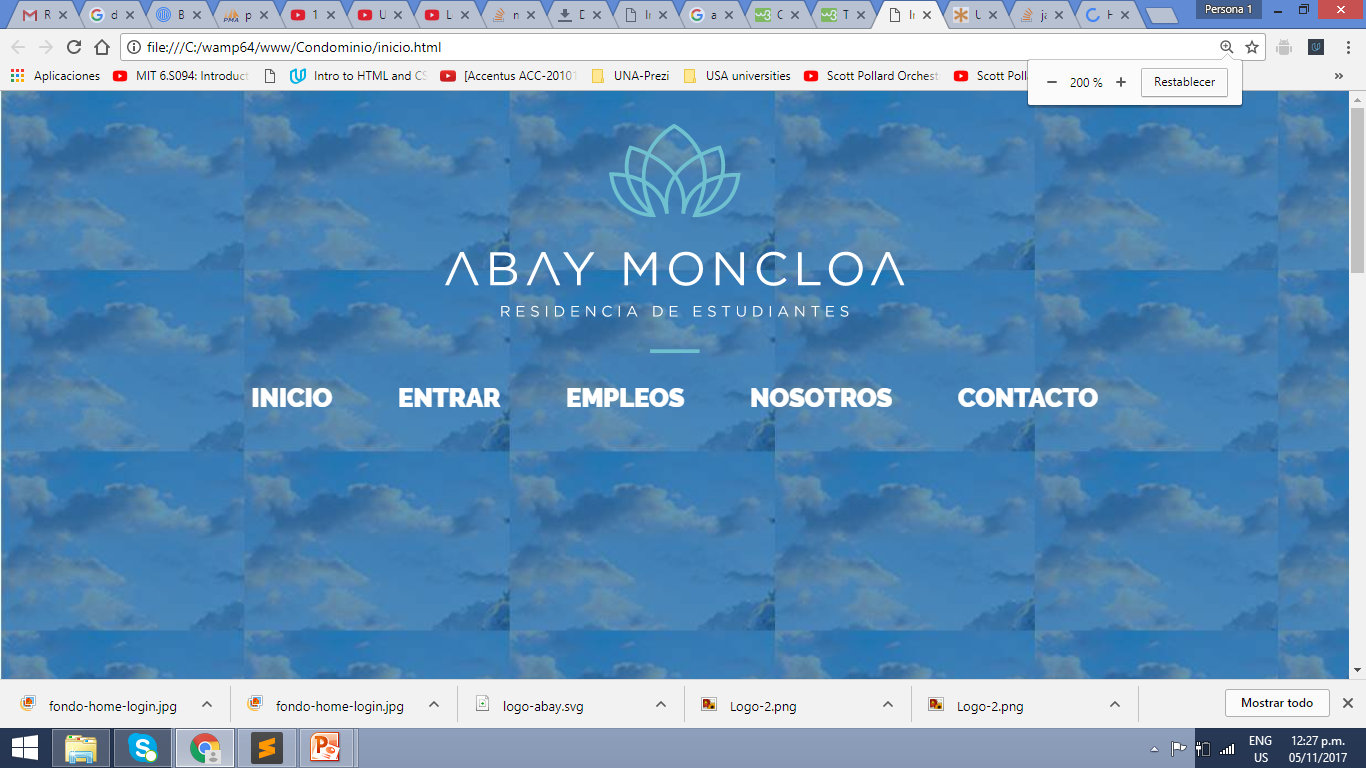 R
d
B
p
1
U
L
n
D
Ir
a
C
T
Ir
U
ja
H
Persona 1
file:///C:/wamp64/www/Condominio/inicio.html
Aplicaciones
MIT 6.S094: Introduct
Intro to HTML and CS
[Accentus ACC-20101
UNA-Prezi
USA universities
Scott Pollard Orchest
Scott Poll
200 %
Restablecer
ABAY MONCLOA
RESIDENCIA DE ESTUDIANTES
INICIO ENTRAR EMPLEOS NOSOTROS CONTACTO
fondo-home-login.jpg
fondo-home-login.jpg
logo-abay.svg
Logo-2.png
Logo-2.png
Mostrar todo
ENG 12:27 p.m.
US 05/11/2017